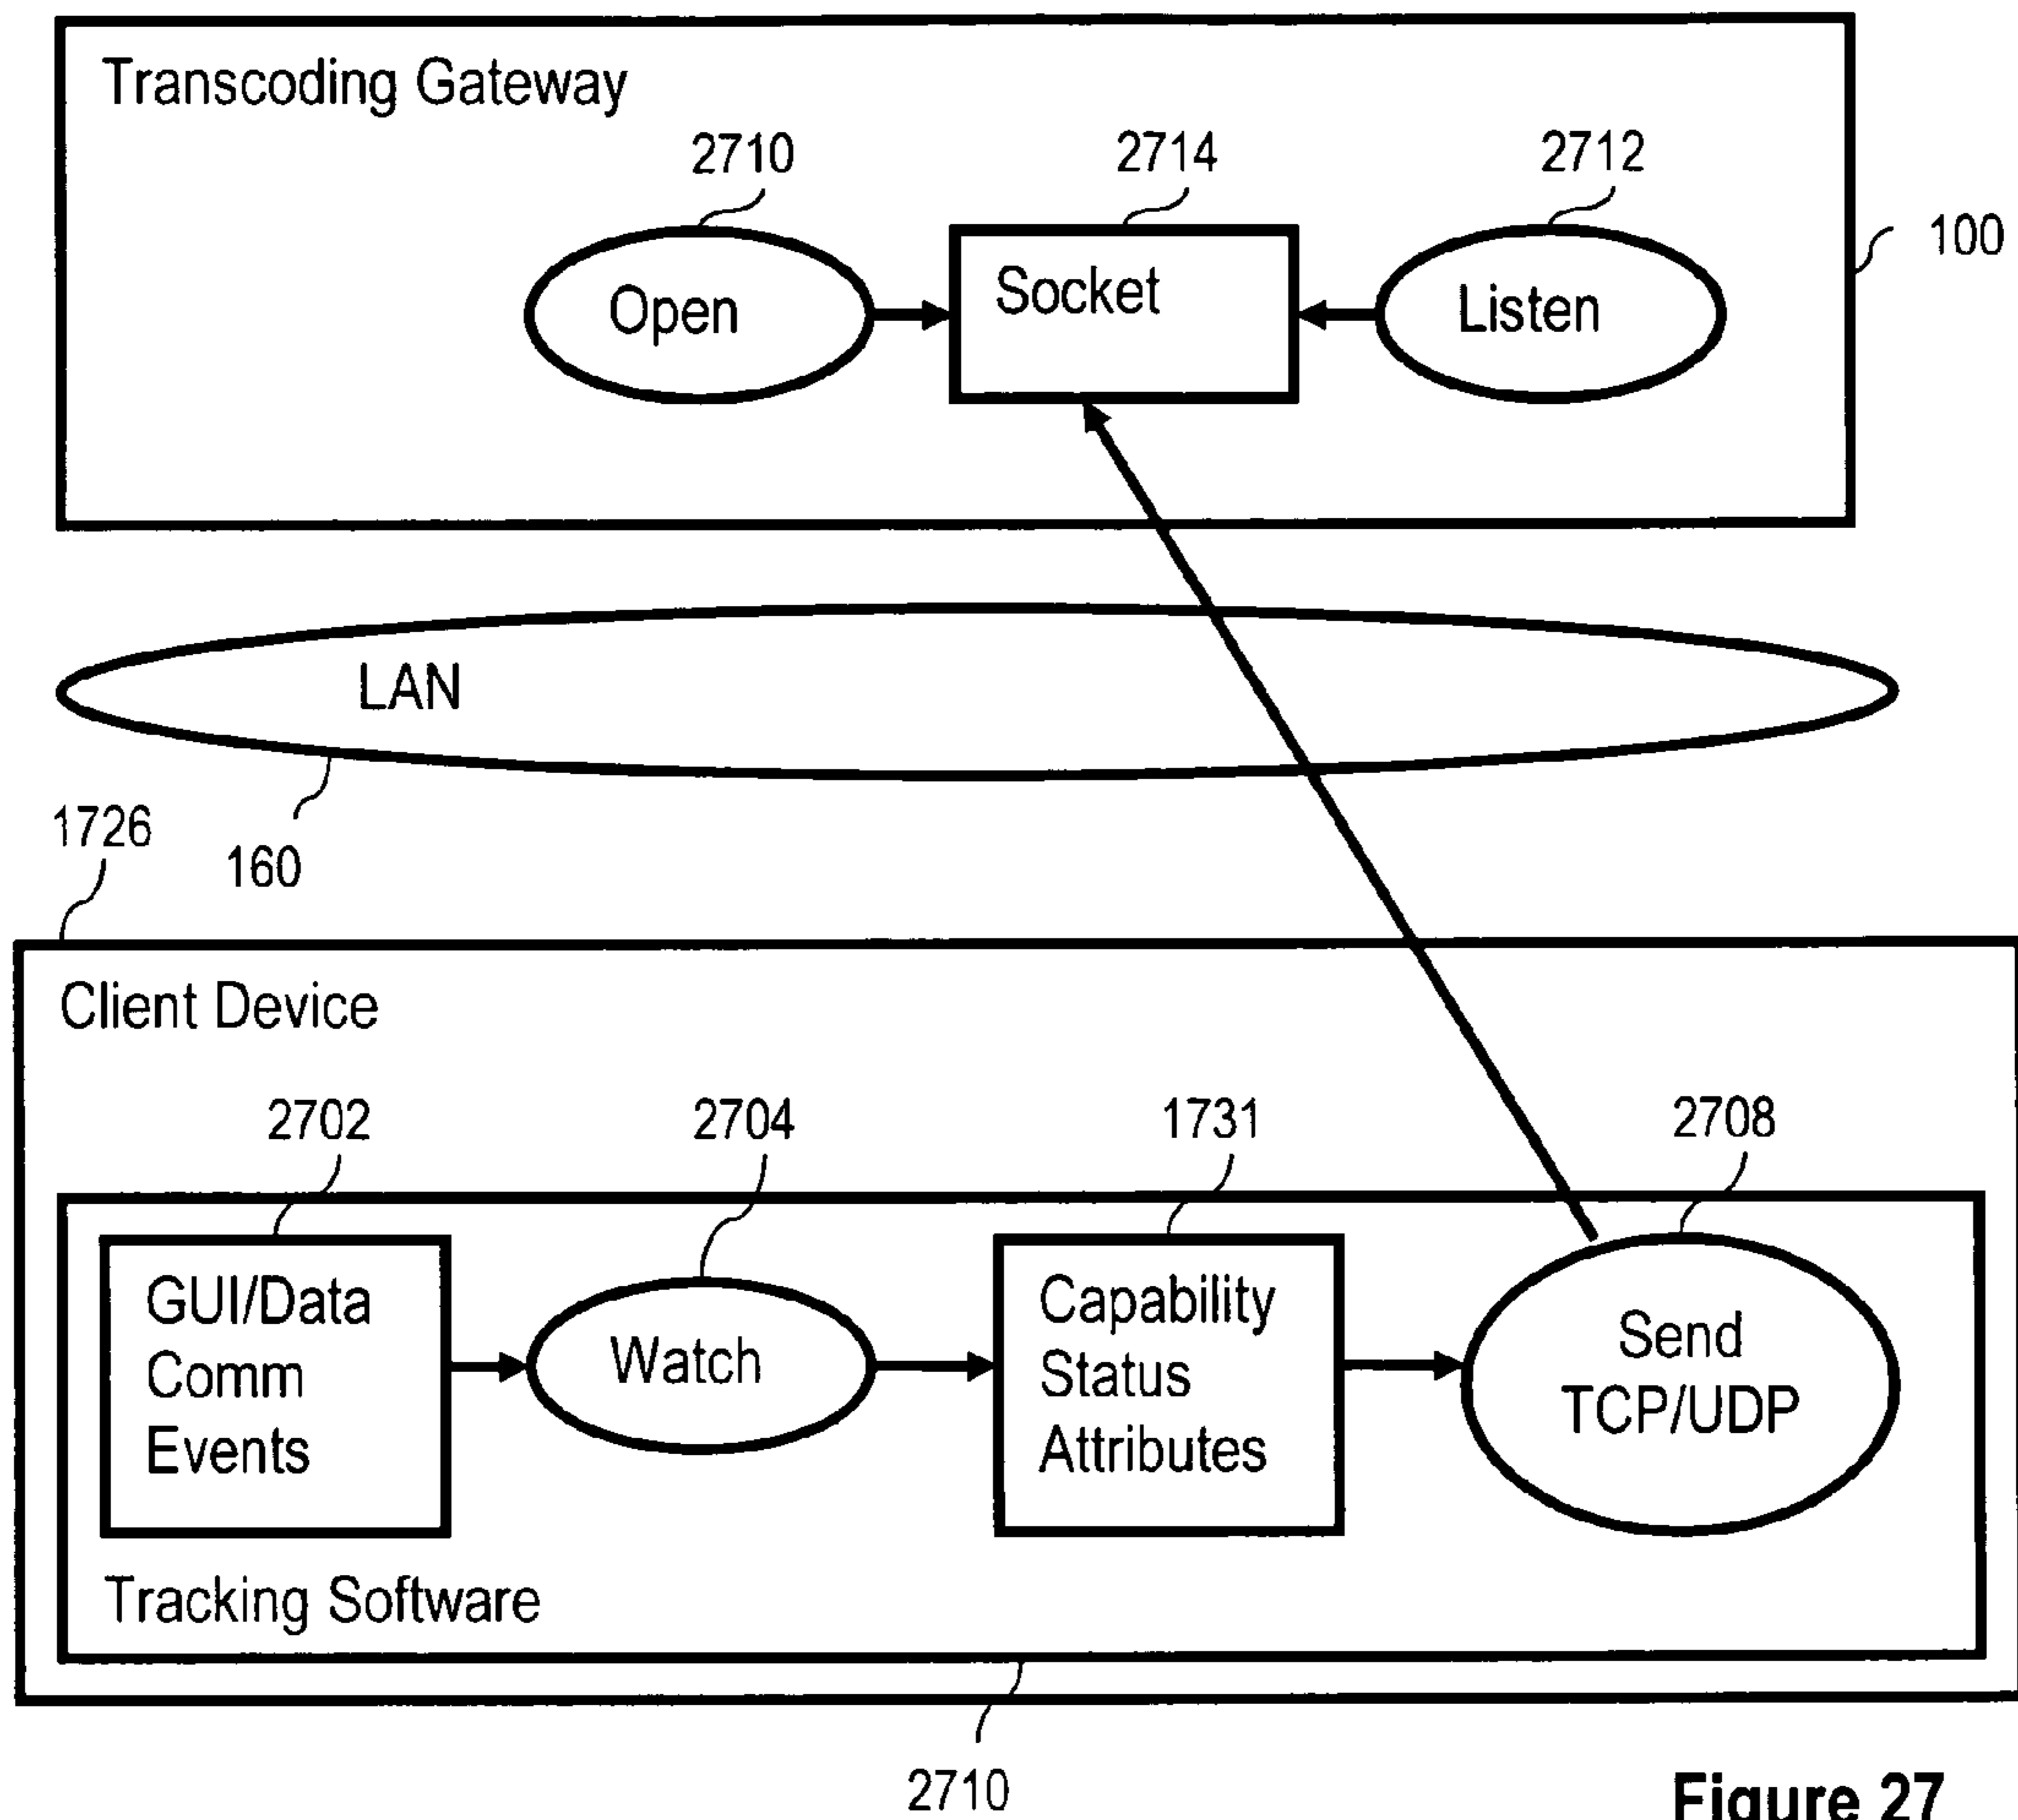 Transcoding Gateway
2710
2714
2712
100
Open
Socket
Listen
LAN
1726
160
Client Device
2702
2704
1731
2708
GUI/Data
Comm
Events
Watch
Capability
Status
Attributes
Send
TCP/UDP
Tracking Software
2710
Figure 27